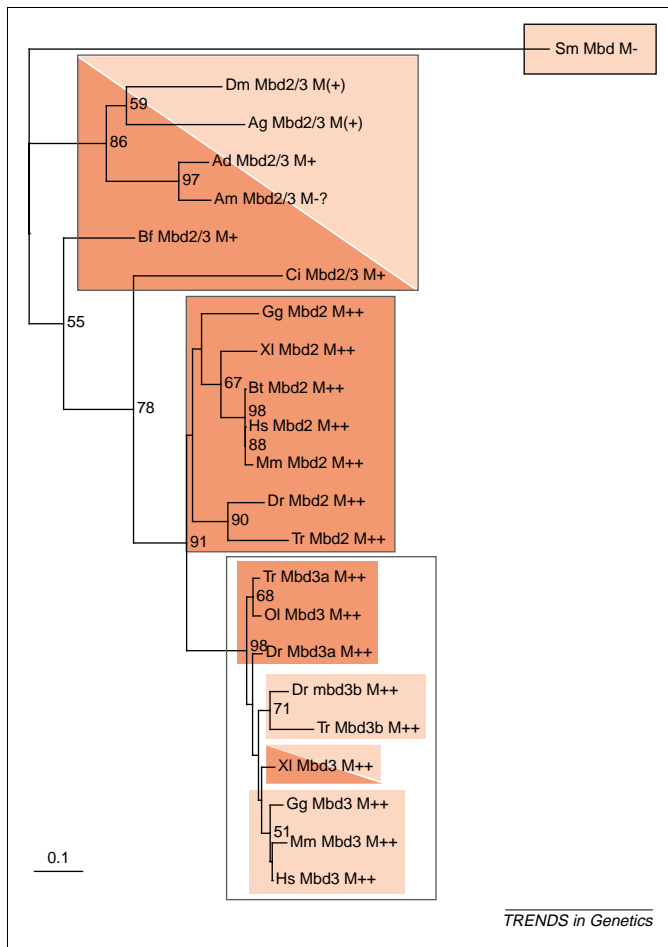 Sm Mbd M-
Dm Mbd2/3 M(+)
59
Ag Mbd2/3 M(+)
86
Ad Mbd2/3 M+
97
Am Mbd2/3 M-?
Bf Mbd2/3 M+
Ci Mbd2/3 M+
Gg Mbd2 M++
55
Xl Mbd2 M++
67
Bt Mbd2 M++
98
78
Hs Mbd2 M++
88
Mm Mbd2 M++
Dr Mbd2 M++
90
Tr Mbd2 M++
91
Tr Mbd3a M++
68
Ol Mbd3 M++
98
Dr Mbd3a M++
Dr mbd3b M++
71
Tr Mbd3b M++
Xl Mbd3 M++
Gg Mbd3 M++
51
Mm Mbd3 M++
0.1
Hs Mbd3 M++
TRENDS in Genetics